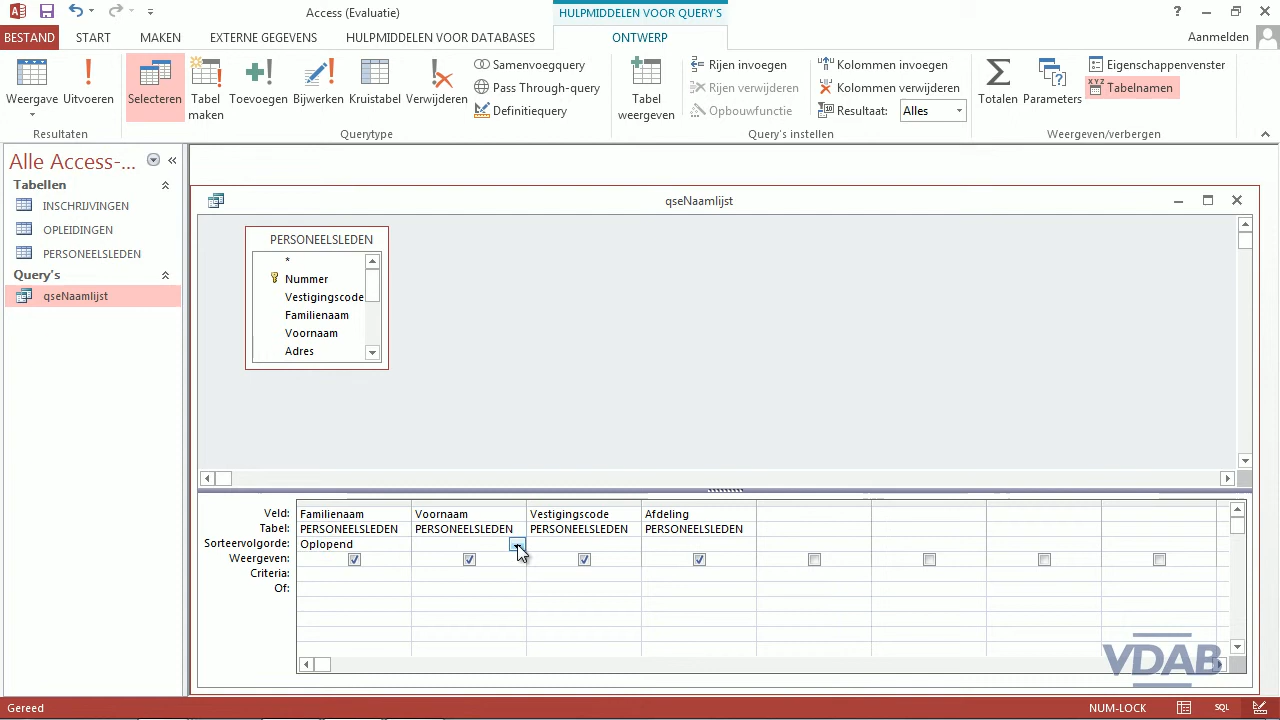 Access (Evaluatie)
HULPMIDDELEN VOOR QUERY'S
?
BESTAND START MAKEN EXTERNE GEGEVENS HULPMIDDELEN VOOR DATABASES ONTWERP Aanmelden
Weergave Uitvoeren
Resultaten
Selecteren Tabel maken Toevoegen Bijwerken Kruistabel Verwijderen
Samenvoegquery
Pass Through-query
Definitiequery
Querytype
Tabel weergeven
Rijen invoegen
Rijen verwijderen
Opbouwfunctie
Kolommen invoegen
Kolommen verwijderen
Resultaat: Alles
Query's instellen
Totalen Parameters
Eigenschappenvenster
XYZ Tabelnamen
Weergeven/verbergen
Alle Access-... «
Tabellen
INSCHRIJVINGEN
OPLEIDINGEN
PERSONEELSLEDEN
Query's
qseNaamlijst
qseNaamlijst
PERSONEELSLEDEN
*
Nummer
Vestigingscode
Familienaam
Voornaam
Adres
Veld: Familienaam Voornaam Vestigingscode Afdeling
Tabel: PERSONEELSLEDEN PERSONEELSLEDEN PERSONEELSLEDEN PERSONEELSLEDEN
Sorteervolgorde: Oplopend
Weergeven:
Criteria:
Of:
VDAB
Gereed NUM-LOCK SQL